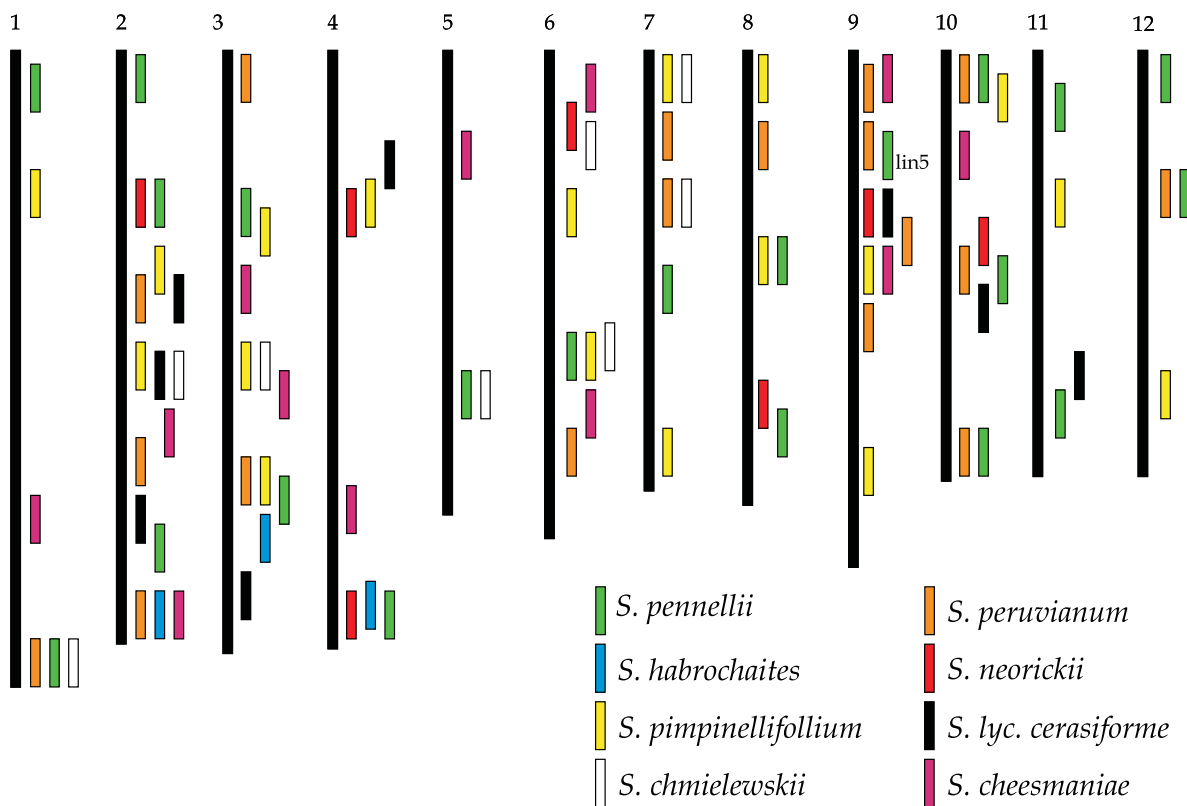 1 2 3 4 5 6 7 8 9 10 11 12
lin5
S. pennellii
S. peruvianum
S. habrochaites
S. neorickii
S. pimpinellifollium
S. lyc. cerasiforme
S. chmielewskii
S. cheesmaniae